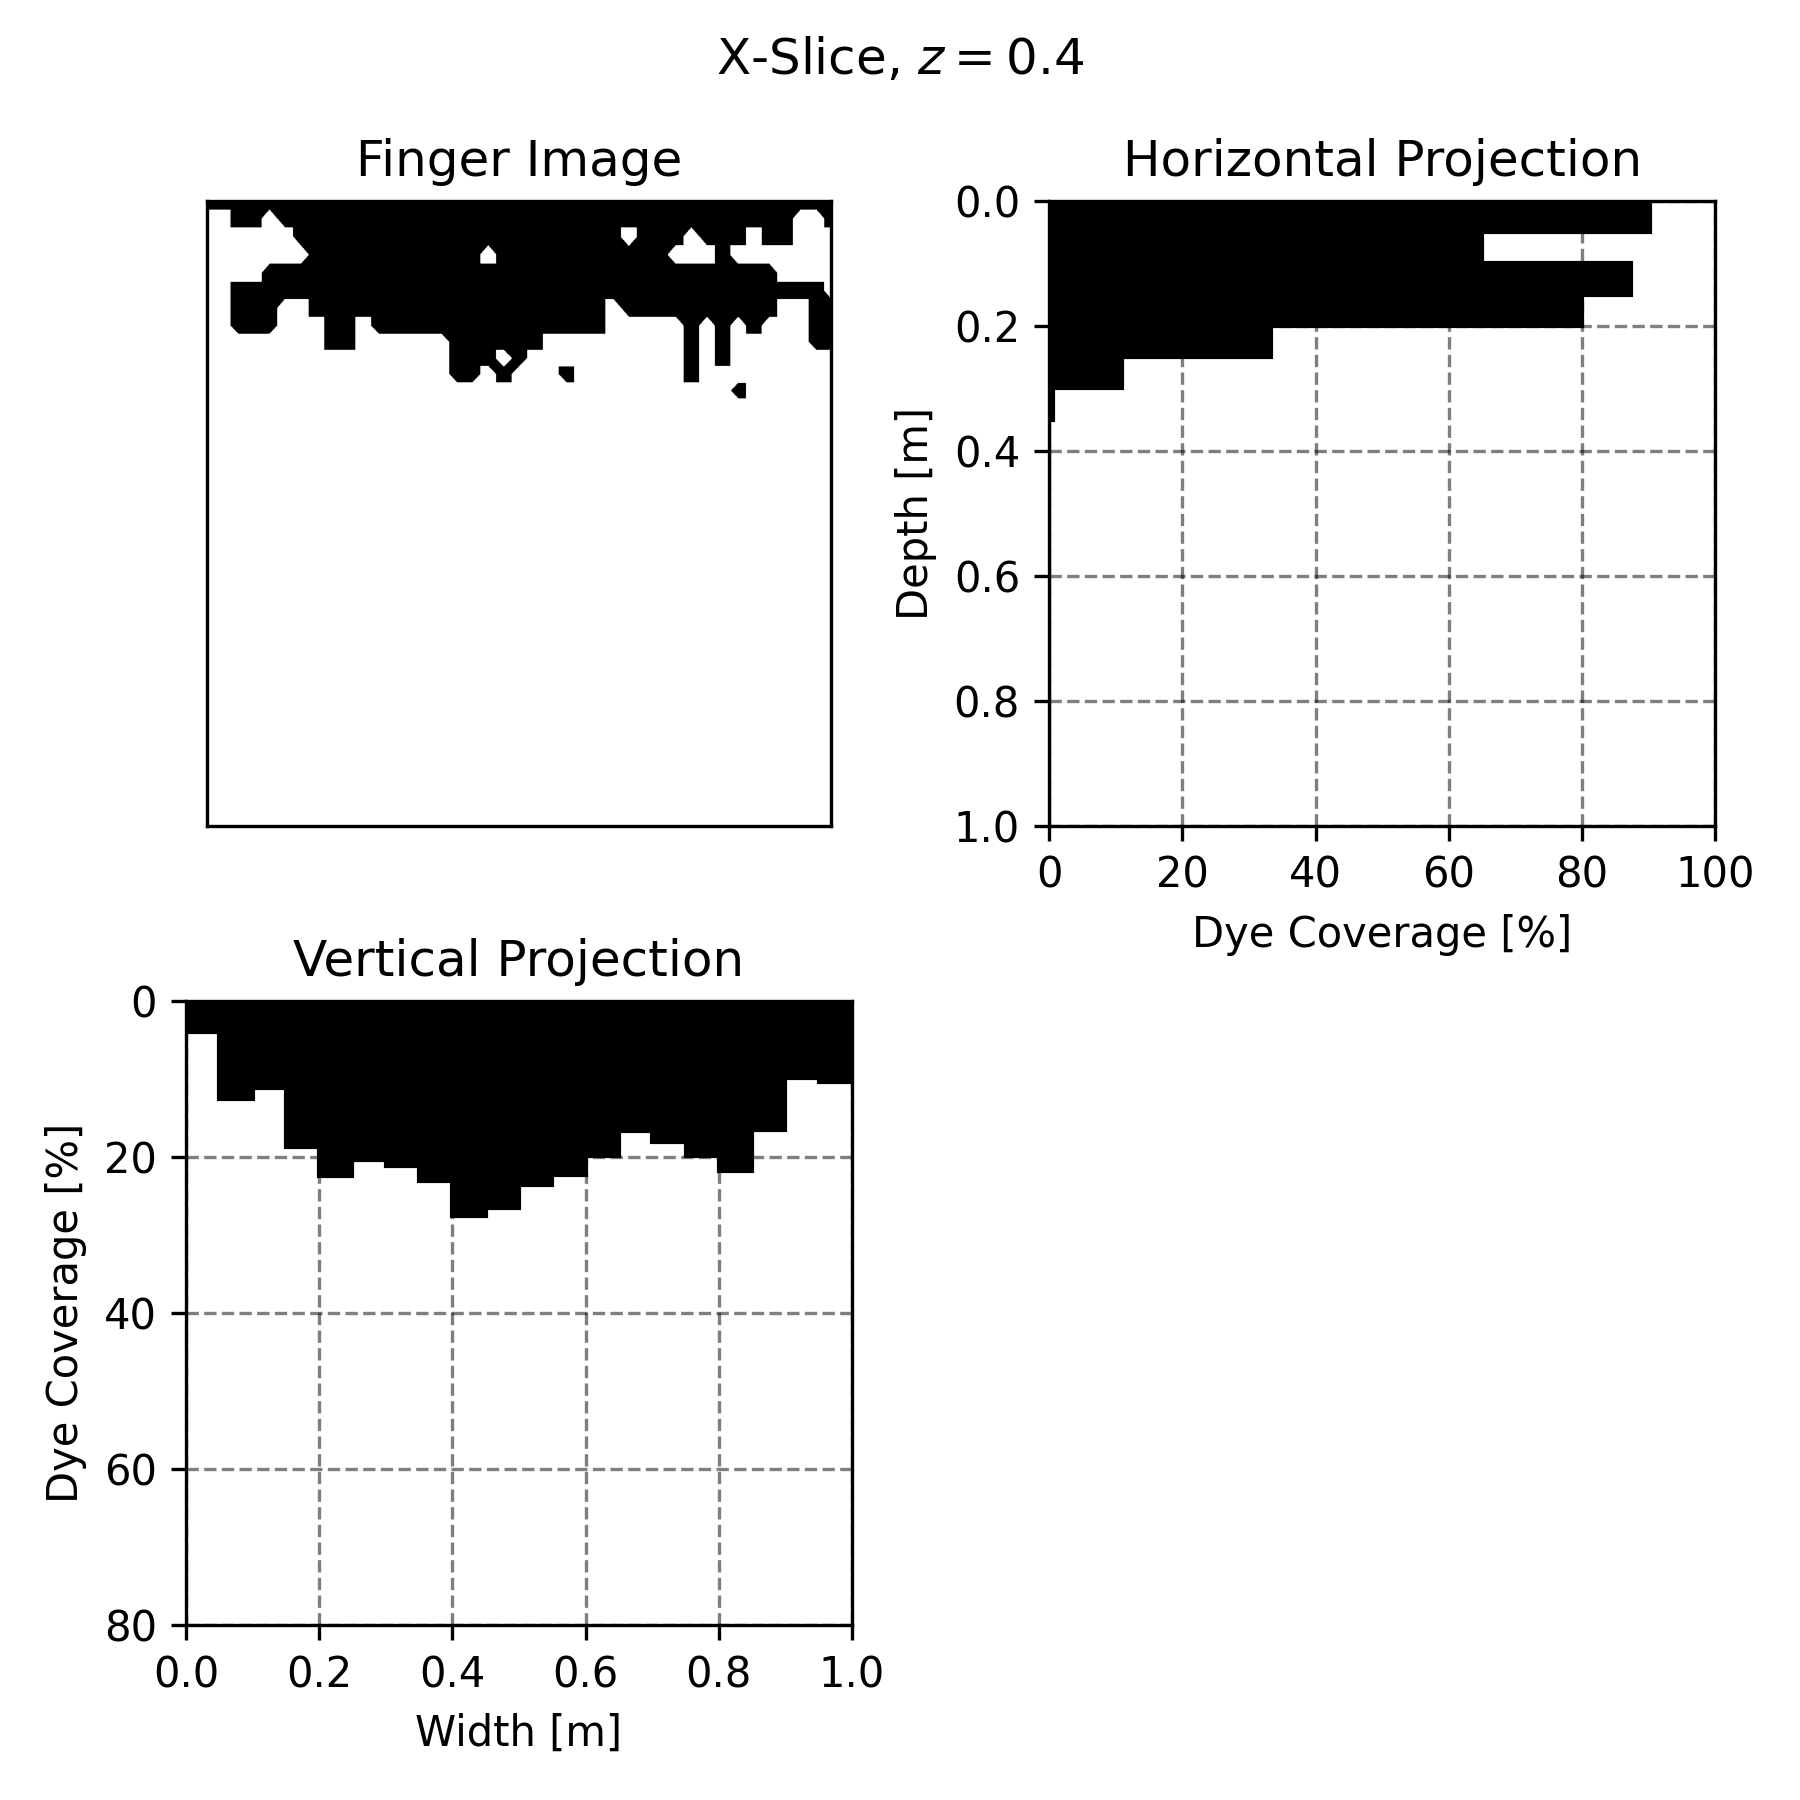 X-Slice, z = 0.4
Finger Image
Horizontal Projection
0.0
0.2
0.4
0.6
0.8
1.0
Depth [m]
0 20 40 60 80 100
Dye Coverage [%]
Vertical Projection
0
20
40
60
80
Dye Coverage [%]
0.0 0.2 0.4 0.6 0.8 1.0
Width [m]